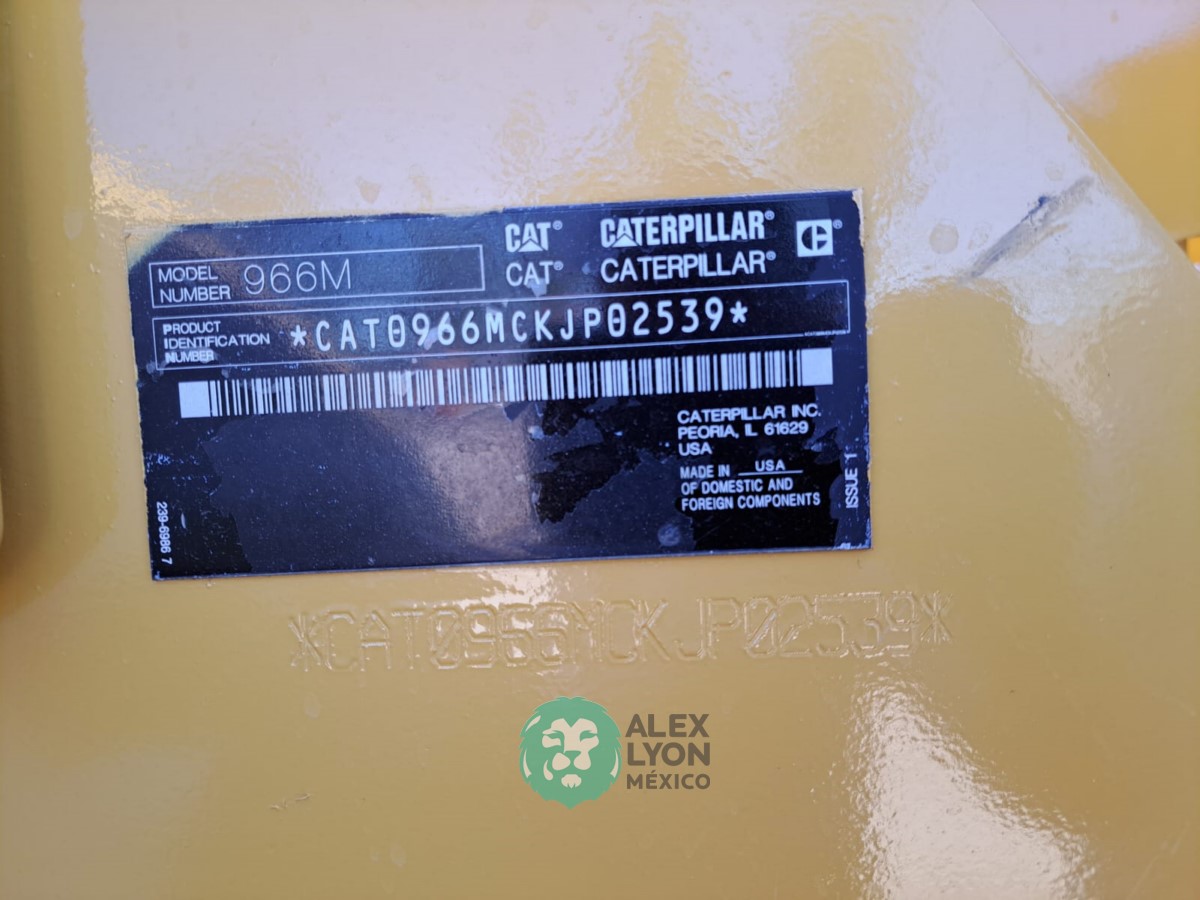 CAT® CATERPILLAR®
CAT® CATERPILLAR®
MODEL NUMBER 966M
PRODUCT IDENTIFICATION NUMBER *CAT0966MCKJP02539*
CATERPILLAR INC.
PEORIA, IL 61629
USA
MADE IN USA
OF DOMESTIC AND
FOREIGN COMPONENTS
ISSUE 1
239-6986 7
*CAT0966MCKJP02539*
ALEX
LYON
MÉXICO